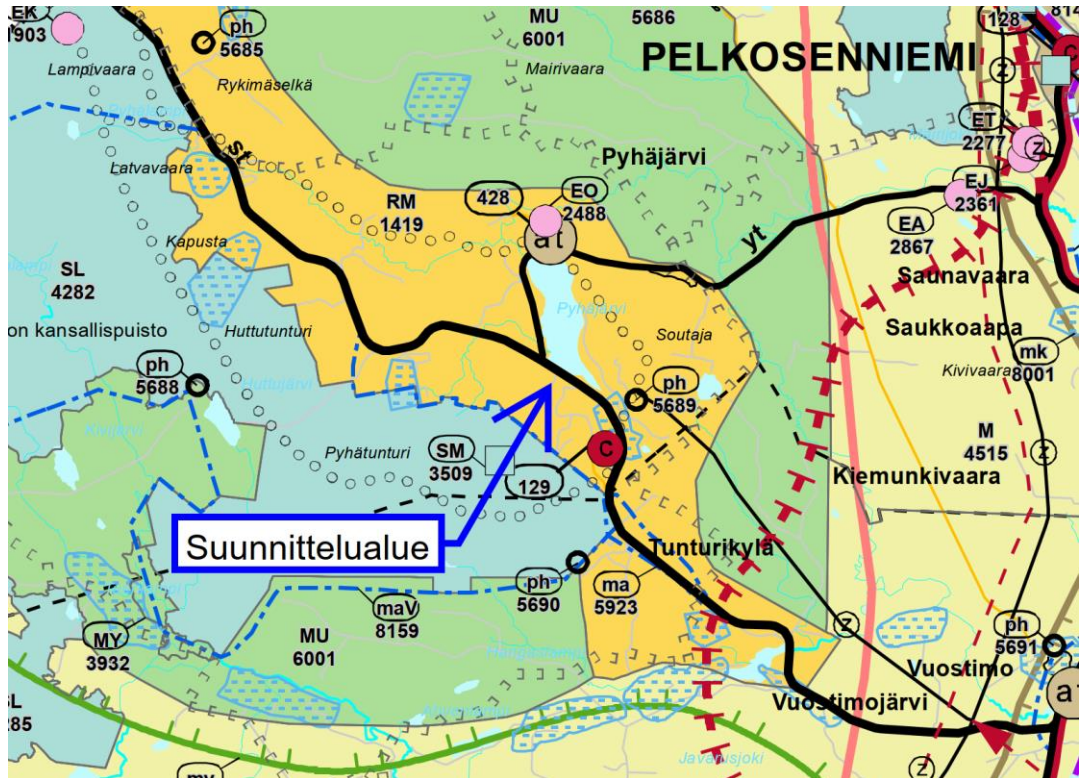 EK
1903
ph
5685
MU
6001
5686
128
PELKOSENNIEMI
c
Lampivaara
Rykimäselkä
Mairivaara
z
ET
2277
z
Latvavaara
st
Pyhäjärvi
RM
1419
428
EO
2488
EJ
2361
at
EA
2867
yt
Kapusta
SL
4282
Saunavaara
on kansallispuisto
Huttutunturi
Pyhäjärvi
Soutaja
Saukkoaapa
mk
8001
Kivivaara
ph
5688
Huttujärvi
ph
5689
M
4515
Pyhätunturi
SM
3509
c
129
Kiemunkivaara
z
Suunnittelualue
Tunturikylä
ph
5690
ma
5923
maV
8159
MY
3932
MU
6001
z
ph
5691
Vuostimo
SL
285
Vuostimojärvi
Javarusjoki
z